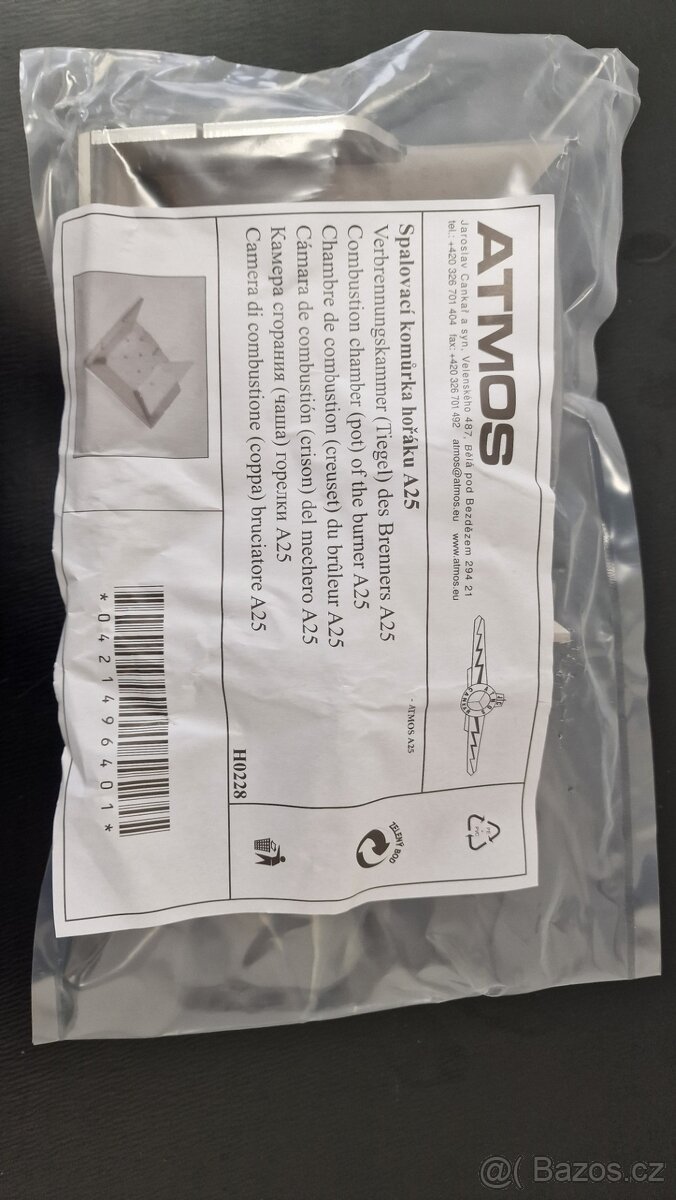 ATMOS
Jaroslav Cankař a syn, Velenského 487, Bělá pod Bezdězem 294 21
tel.: +420 326 701 404 fax: +420 326 701 492 atmos@atmos.eu www.atmos.eu
Spalovací komůrka hořáku A25
Verbrennungskammer (Tiegel) des Brenners A25
Combustion chamber (pot) of the burner A25
Chambre de combustion (creuset) du brûleur A25
Cámara de combustión (crison) del mechero A25
Камера сгорания (чаша) горелки A25
Camera di combustione (coppa) bruciatore A25
- ATMOS A25
H0228
ZELENÝ BOD
*0421496401*
@( Bazoš.cz